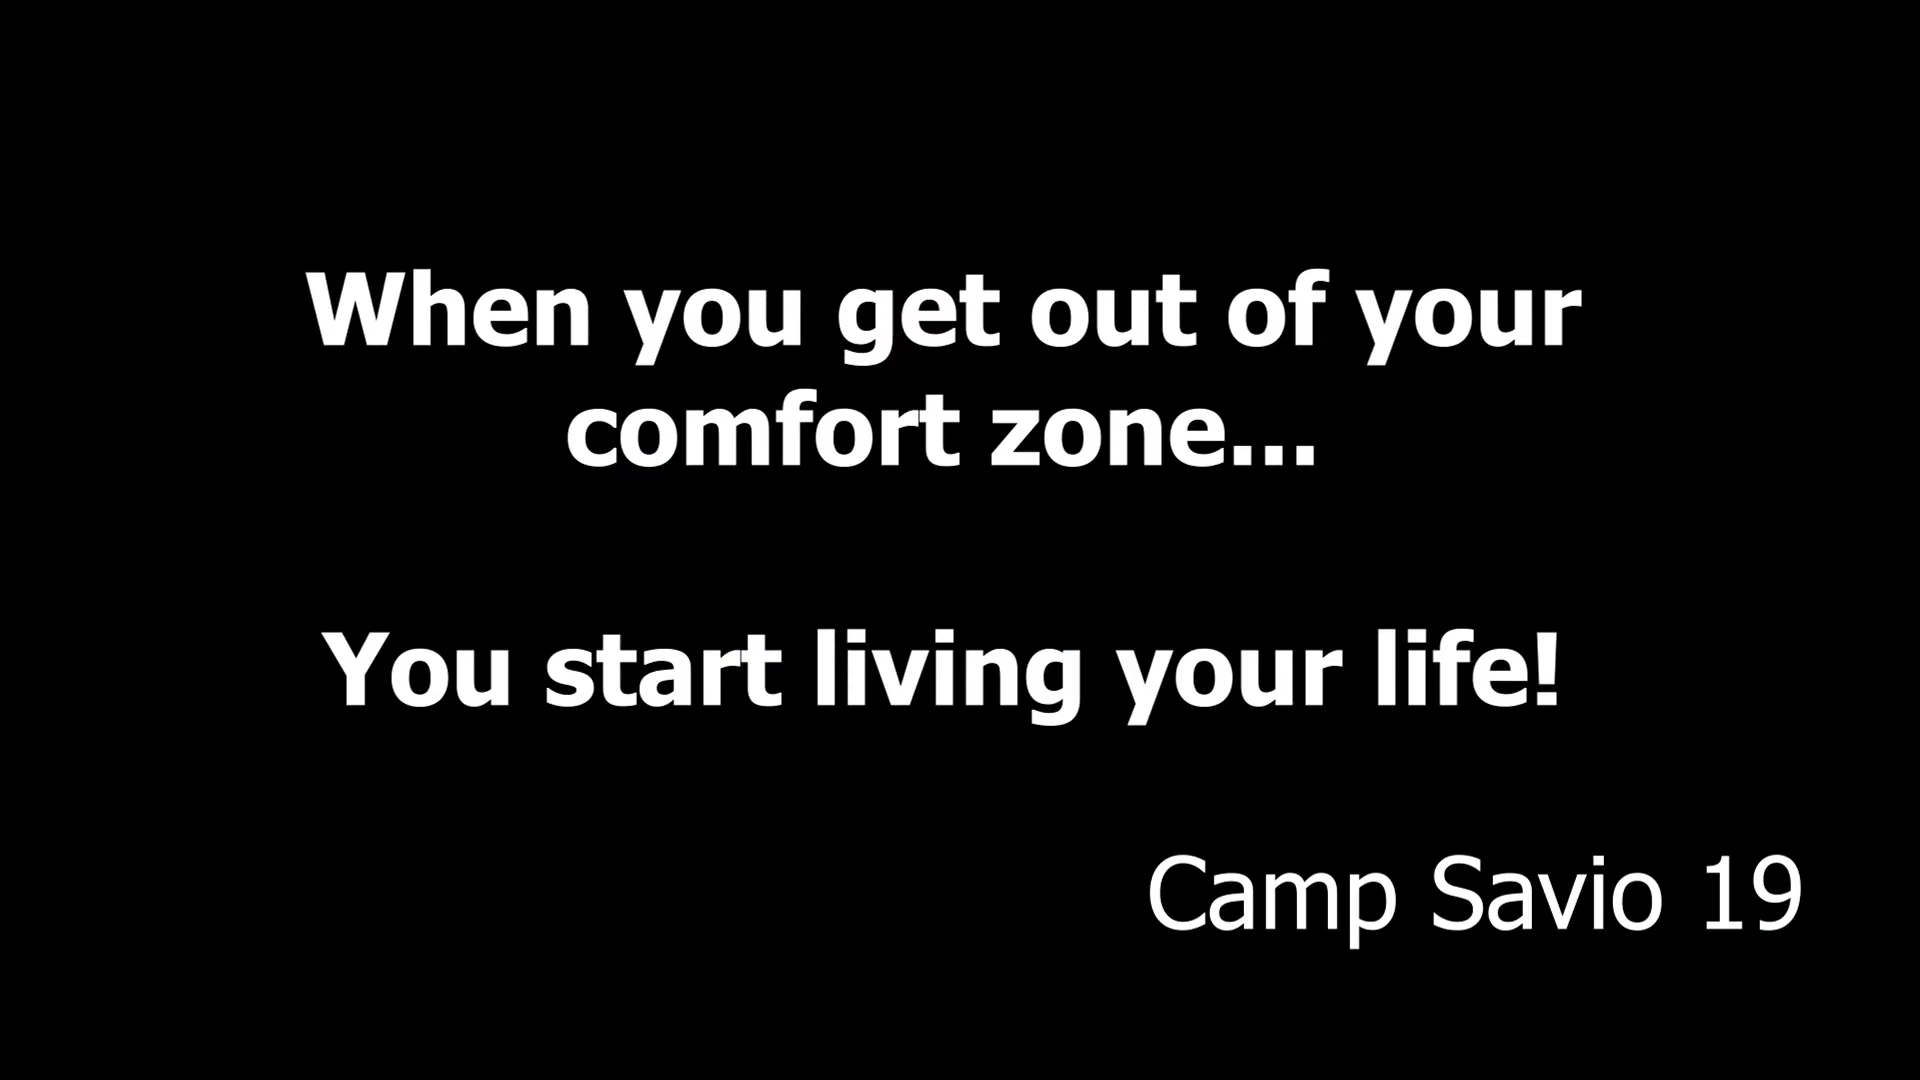 When you get out of your
comfort zone...
You start living your life!
Camp Savio 19